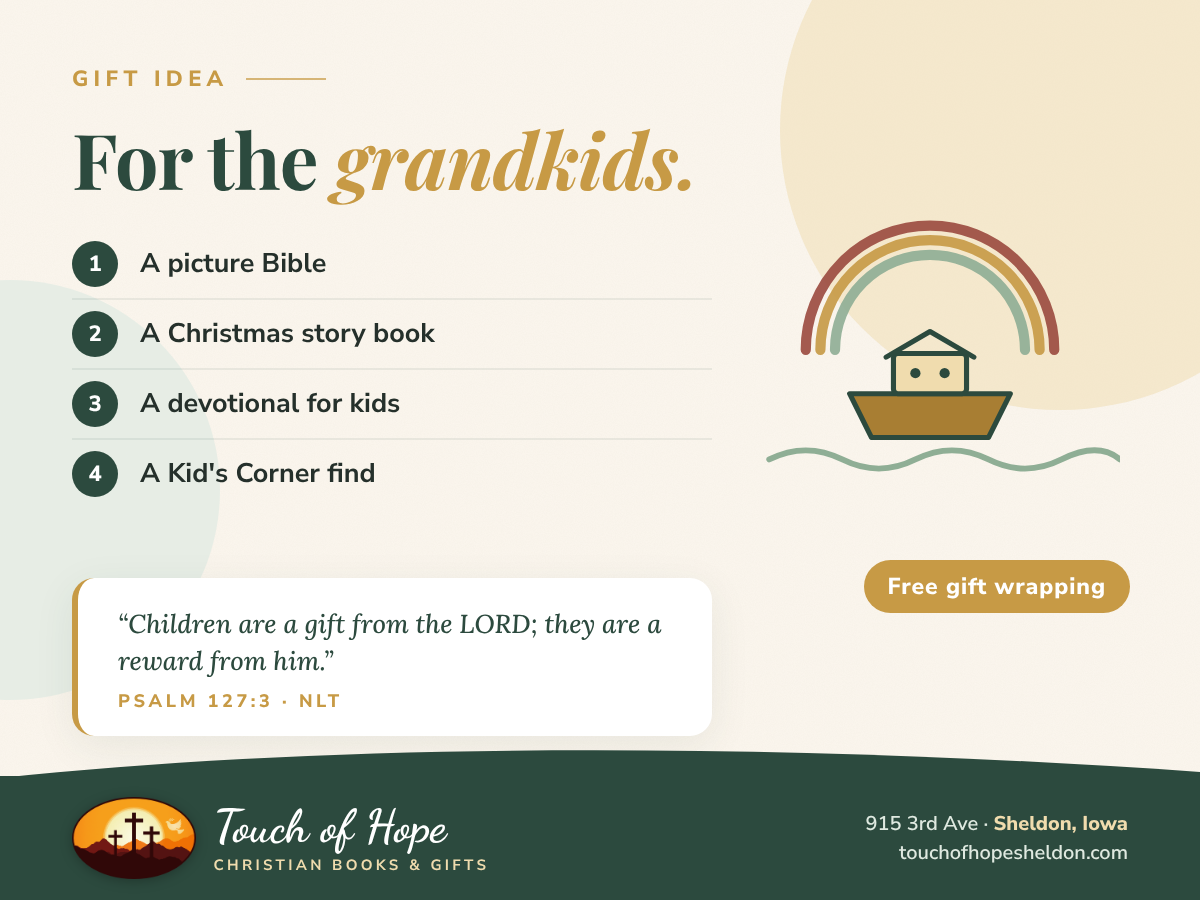 GIFT IDEA
For the grandkids.
1 A picture Bible
2 A Christmas story book
3 A devotional for kids
4 A Kid's Corner find
“Children are a gift from the LORD; they are a
reward from him.”
PSALM 127:3 · NLT
Free gift wrapping
Touch of Hope
CHRISTIAN BOOKS & GIFTS
915 3rd Ave · Sheldon, Iowa
touchofhopesheldon.com